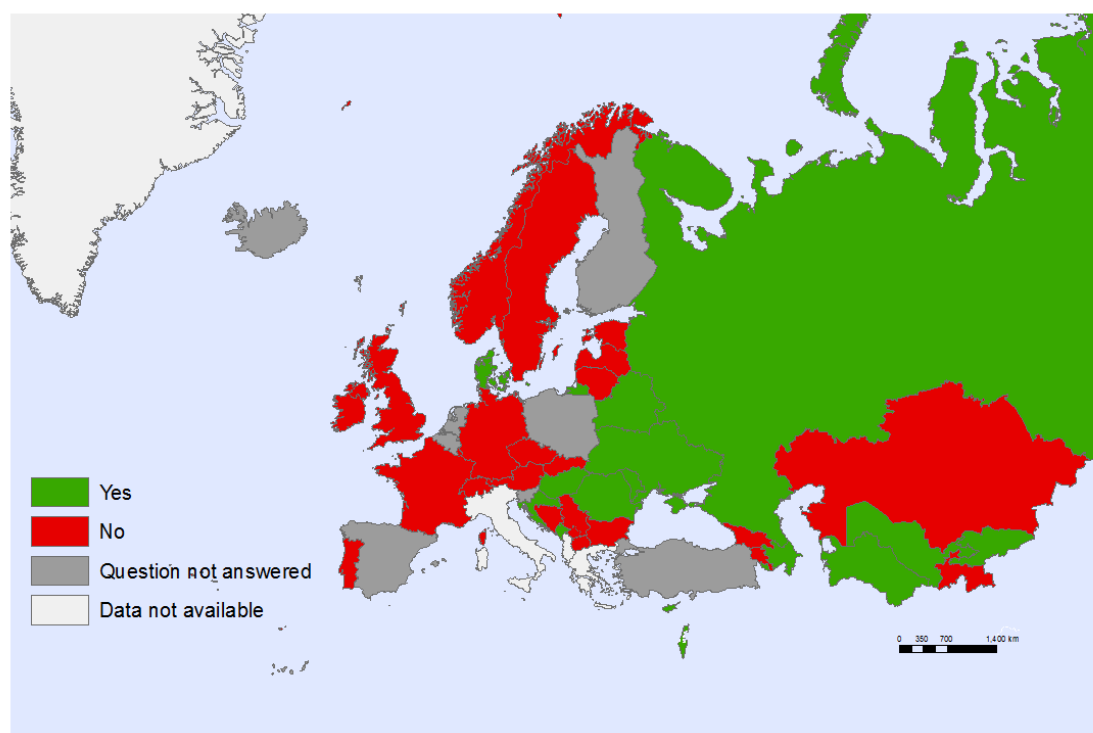 Yes
No
Question not answered
Data not available
0 350 700 1,400 km